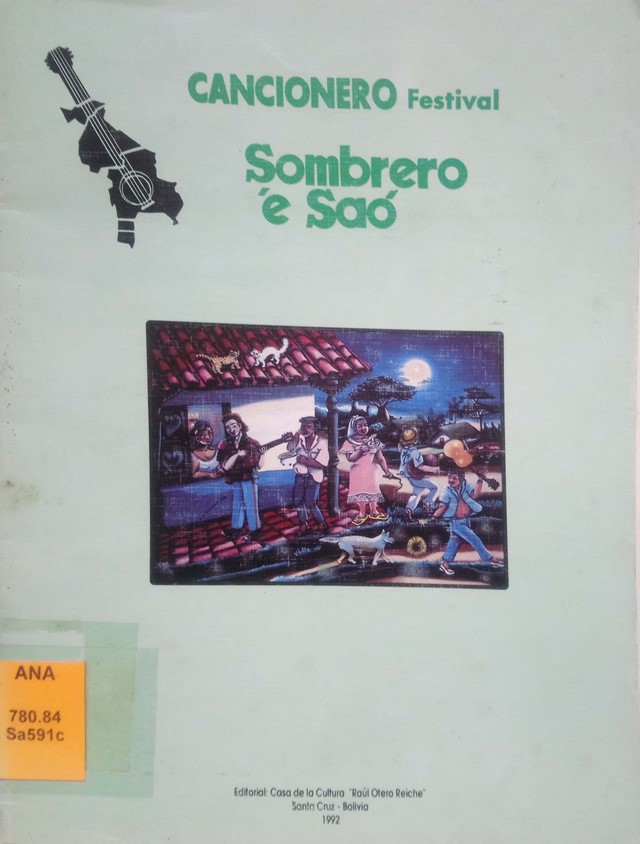 CANCIONERO Festival
Sombrero
'e Saó
ANA
780.84
Sa591c
Editorial: Casa de la Cultura "Raúl Otero Reiche"
Santa Cruz - Bolivia
1992